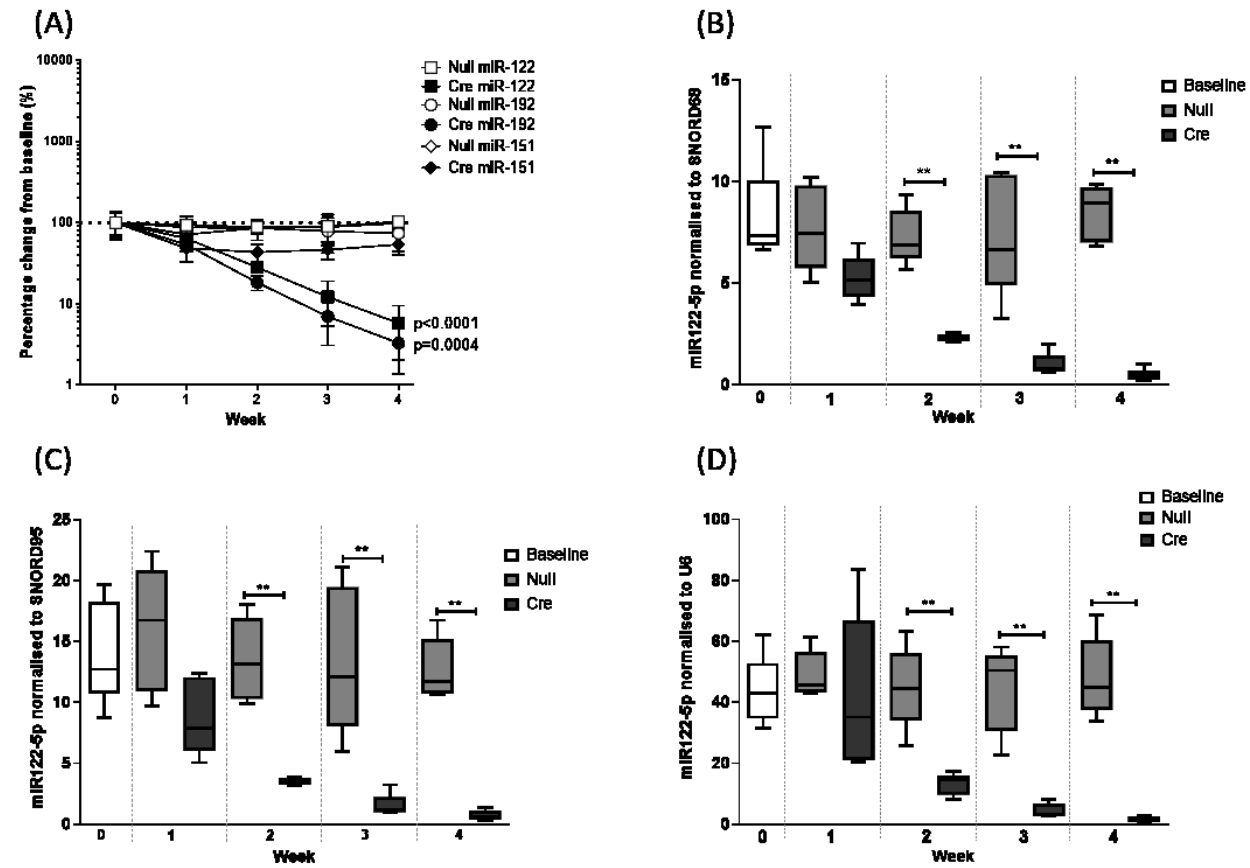 (A)
10000
1000
100
10
1
Percentage change from baseline (%)
0 1 2 3 4
Week
Null miR-122
Cre miR-122
Null miR-192
Cre miR-192
Null miR-151
Cre miR-151
p<0.0001
p=0.0004
(B)
15
10
5
0
miR122-5p normalised to SNORD68
Baseline
Null
Cre
**
**
**
0 1 2 3 4
Week
(C)
25
20
15
10
5
0
miR122-5p normalised to SNORD95
Baseline
Null
Cre
**
**
**
0 1 2 3 4
Week
(D)
100
80
60
40
20
0
miR122-5p normalised to U6
Baseline
Null
Cre
**
**
**
0 1 2 3 4
Week